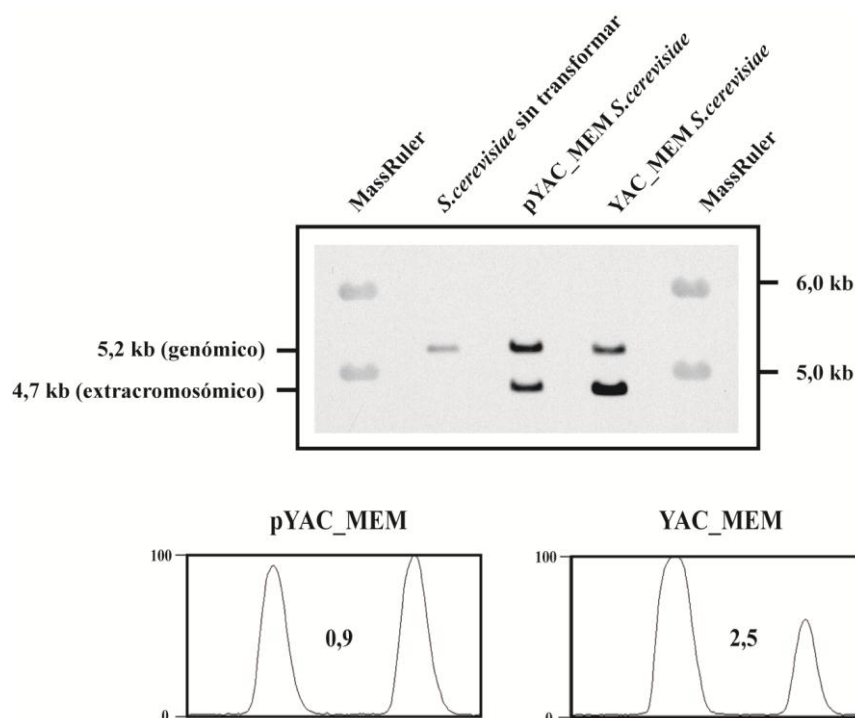 MassRuler
S.cerevisiae sin transformar
pYAC_MEM S.cerevisiae
YAC_MEM S.cerevisiae
MassRuler
6,0 kb
5,2 kb (genómico)
5,0 kb
4,7 kb (extracromosómico)
pYAC_MEM
YAC_MEM
100
0,9
0
100
2,5
0